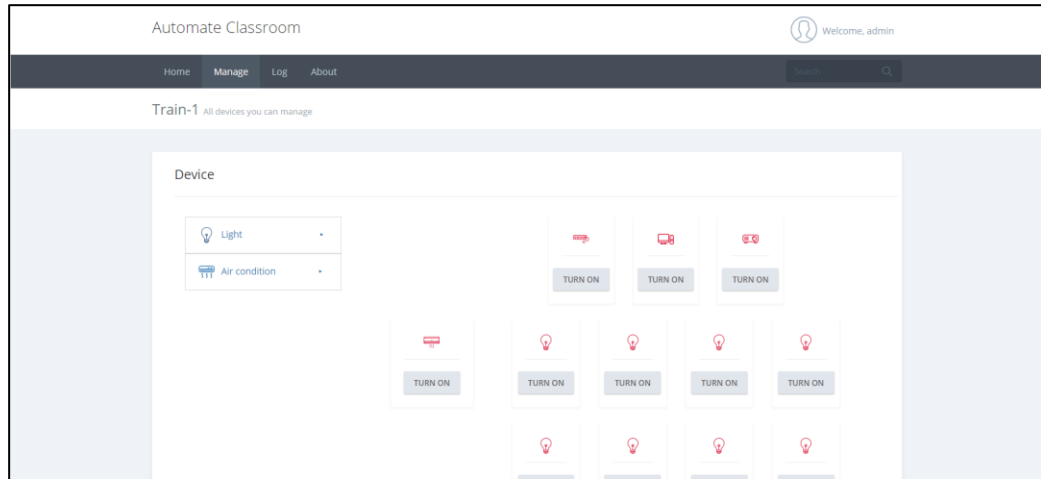 Automate Classroom
Welcome, admin
Home Manage Log About
Search
Train-1 All devices you can manage
Device
Light
Air condition
TURN ON TURN ON TURN ON
TURN ON TURN ON TURN ON TURN ON TURN ON